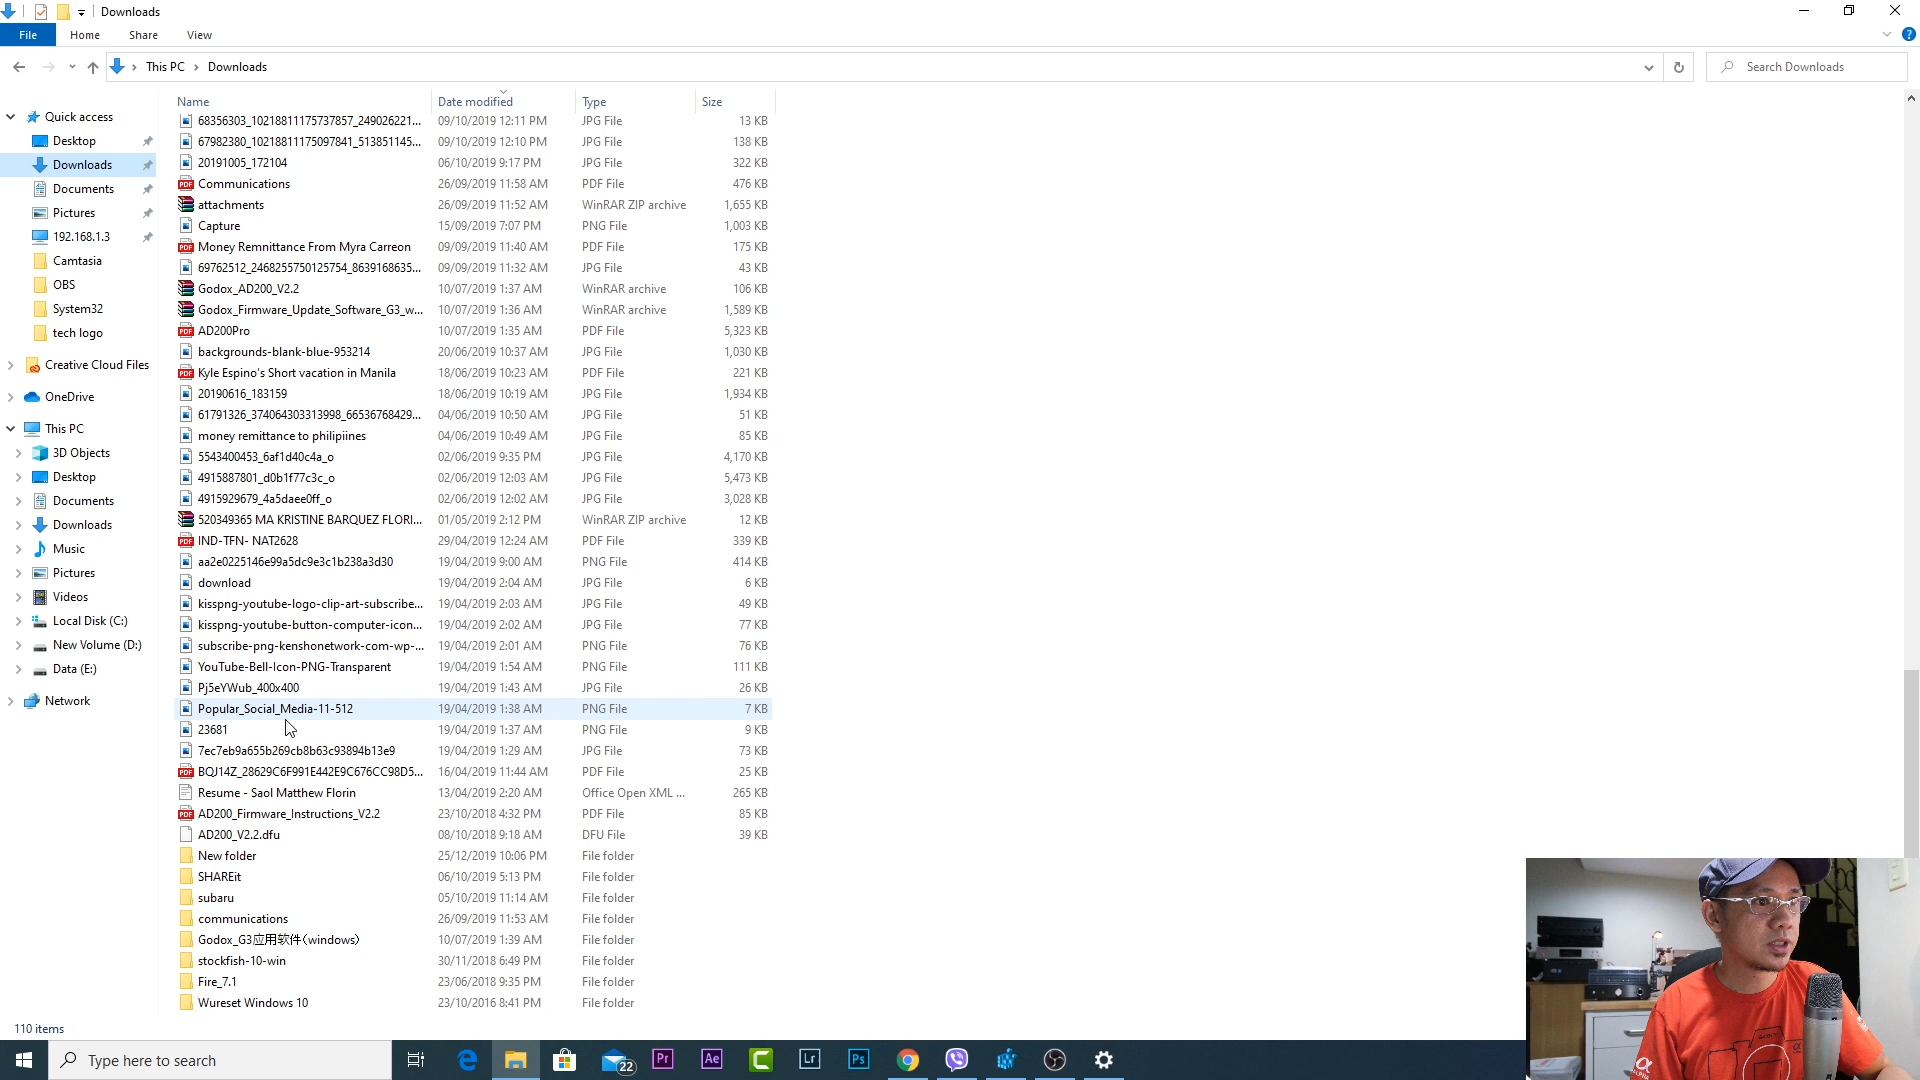 Downloads
File Home Share View
This PC Downloads
Search Downloads
Name Date modified Type Size
Quick access
Desktop
Downloads
Documents
Pictures
192.168.1.3
Camtasia
OBS
System32
tech logo
Creative Cloud Files
OneDrive
This PC
3D Objects
Desktop
Documents
Downloads
Music
Pictures
Videos
Local Disk (C:)
New Volume (D:)
Data (E:)
Network
68356303_10218811175737857_249026221... 09/10/2019 12:11 PM JPG File 13 KB
67982380_10218811175097841_513851145... 09/10/2019 12:10 PM JPG File 138 KB
20191005_172104 06/10/2019 9:17 PM JPG File 322 KB
Communications 26/09/2019 11:58 AM PDF File 476 KB
attachments 26/09/2019 11:52 AM WinRAR ZIP archive 1,655 KB
Capture 15/09/2019 7:07 PM PNG File 1,003 KB
Money Remnittance From Myra Carreon 09/09/2019 11:40 AM PDF File 175 KB
69762512_2468255750125754_8639168635... 09/09/2019 11:32 AM JPG File 43 KB
Godox_AD200_V2.2 10/07/2019 1:37 AM WinRAR archive 106 KB
Godox_Firmware_Update_Software_G3_w... 10/07/2019 1:36 AM WinRAR archive 1,589 KB
AD200Pro 10/07/2019 1:35 AM PDF File 5,323 KB
backgrounds-blank-blue-953214 20/06/2019 10:37 AM JPG File 1,030 KB
Kyle Espino's Short vacation in Manila 18/06/2019 10:23 AM PDF File 221 KB
20190616_183159 18/06/2019 10:19 AM JPG File 1,934 KB
61791326_374064303313998_66536768429... 04/06/2019 10:50 AM JPG File 51 KB
money remittance to philipiines 04/06/2019 10:49 AM JPG File 85 KB
5543400453_6af1d40c4a_o 02/06/2019 9:35 PM JPG File 4,170 KB
4915887801_d0b1f77c3c_o 02/06/2019 12:03 AM JPG File 5,473 KB
4915929679_4a5daee0ff_o 02/06/2019 12:02 AM JPG File 3,028 KB
520349365 MA KRISTINE BARQUEZ FLORI... 01/05/2019 2:12 PM WinRAR ZIP archive 12 KB
IND-TFN- NAT2628 29/04/2019 12:24 AM PDF File 339 KB
aa2e0225146e99a5dc9e3c1b238a3d30 19/04/2019 9:00 AM PNG File 414 KB
download 19/04/2019 2:04 AM JPG File 6 KB
kisspng-youtube-logo-clip-art-subscribe... 19/04/2019 2:03 AM JPG File 49 KB
kisspng-youtube-button-computer-icon... 19/04/2019 2:02 AM JPG File 77 KB
subscribe-png-kenshonetwork-com-wp-... 19/04/2019 2:01 AM PNG File 76 KB
YouTube-Bell-Icon-PNG-Transparent 19/04/2019 1:54 AM PNG File 111 KB
Pj5eYWub_400x400 19/04/2019 1:43 AM JPG File 26 KB
Popular_Social_Media-11-512 19/04/2019 1:38 AM PNG File 7 KB
23681 19/04/2019 1:37 AM PNG File 9 KB
7ec7eb9a655b269cb8b63c93894b13e9 19/04/2019 1:29 AM JPG File 73 KB
BQJ14Z_28629C6F991E442E9C676CC98D5... 16/04/2019 11:44 AM PDF File 25 KB
Resume - Saol Matthew Florin 13/04/2019 2:20 AM Office Open XML ... 265 KB
AD200_Firmware_Instructions_V2.2 23/10/2018 4:32 PM PDF File 85 KB
AD200_V2.2.dfu 08/10/2018 9:18 AM DFU File 39 KB
New folder 25/12/2019 10:06 PM File folder
SHAREit 06/10/2019 5:13 PM File folder
subaru 05/10/2019 11:14 AM File folder
communications 26/09/2019 11:53 AM File folder
Godox_G3应用软件(windows) 10/07/2019 1:39 AM File folder
stockfish-10-win 30/11/2018 6:49 PM File folder
Fire_7.1 23/06/2018 9:35 PM File folder
Wureset Windows 10 23/10/2016 8:41 PM File folder
110 items
Type here to search
22 Pr Ae Lr Ps